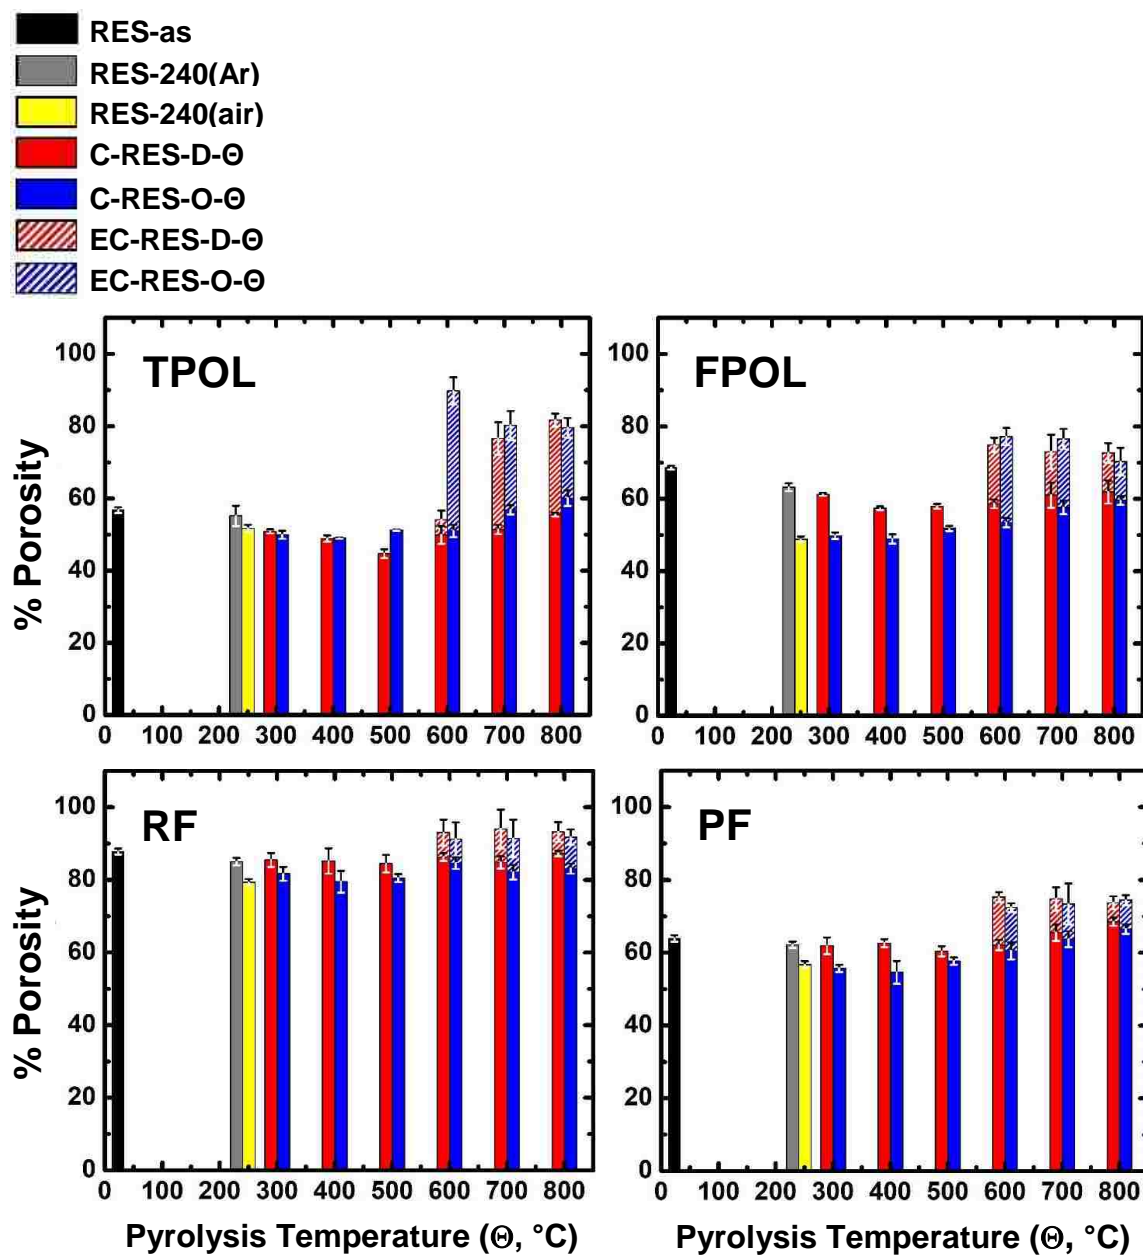 RES-as
RES-240(Ar)
RES-240(air)
C-RES-D-Θ
C-RES-O-Θ
EC-RES-D-Θ
EC-RES-O-Θ
TPOL
FPOL
% Porosity
100
80
60
40
20
0
0 100 200 300 400 500 600 700 800
100
80
60
40
20
0
0 100 200 300 400 500 600 700 800
RF
PF
% Porosity
100
80
60
40
20
0
0 100 200 300 400 500 600 700 800
100
80
60
40
20
0
0 100 200 300 400 500 600 700 800
Pyrolysis Temperature (Θ, °C)
Pyrolysis Temperature (Θ, °C)